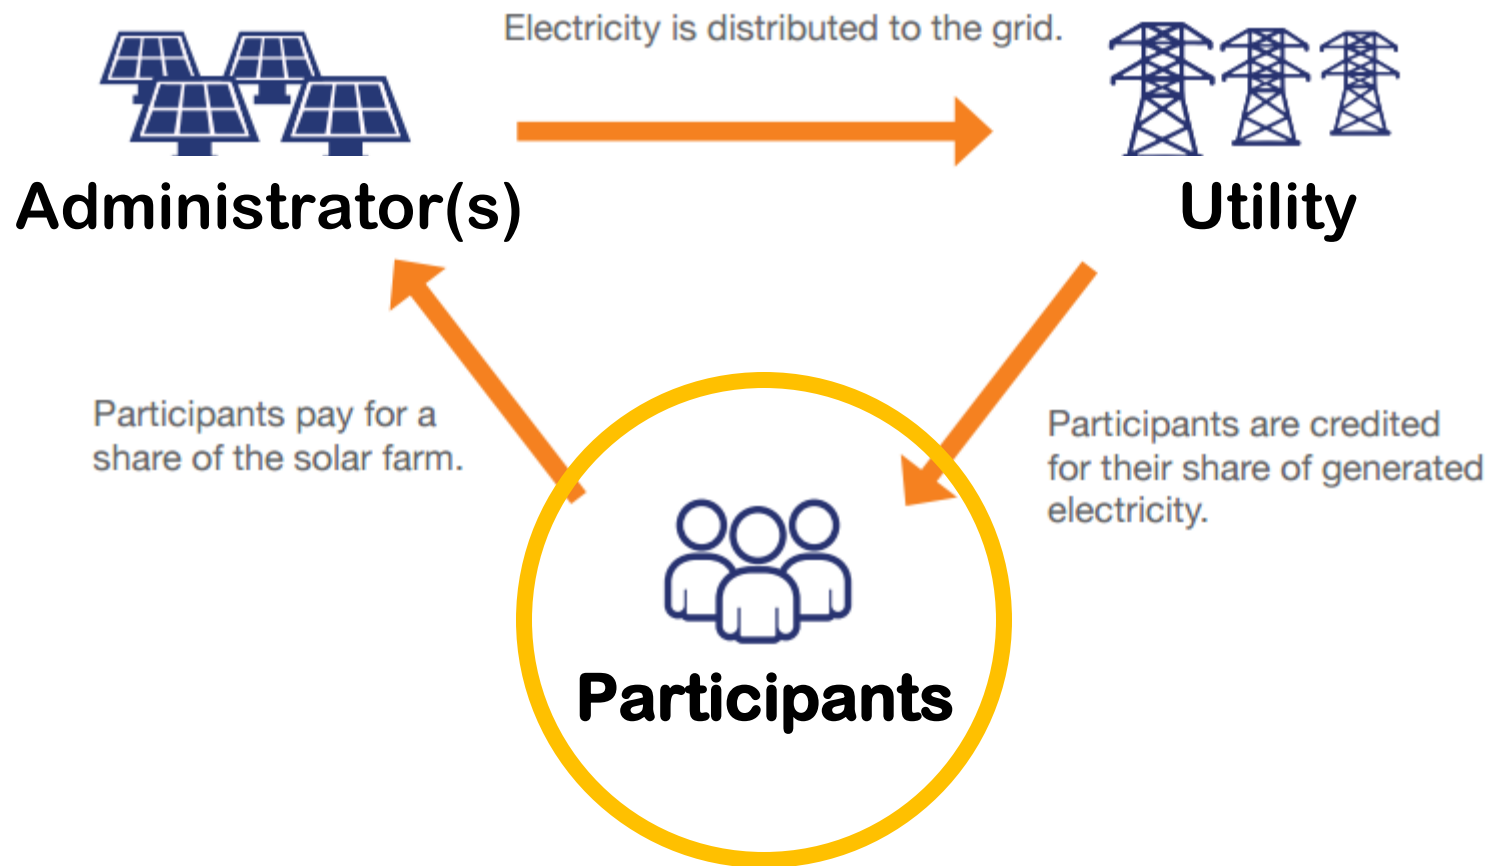 Electricity is distributed to the grid.
Administrator(s)
Utility
Participants pay for a
share of the solar farm.
Participants are credited
for their share of generated
electricity.
Participants